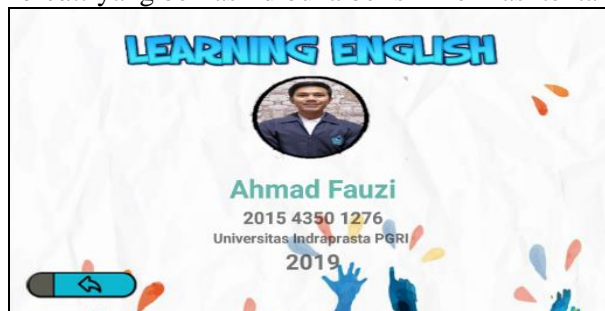 LEARNING ENGLISH
Ahmad Fauzi
2015 4350 1276
Universitas Indraprasta PGRI
2019